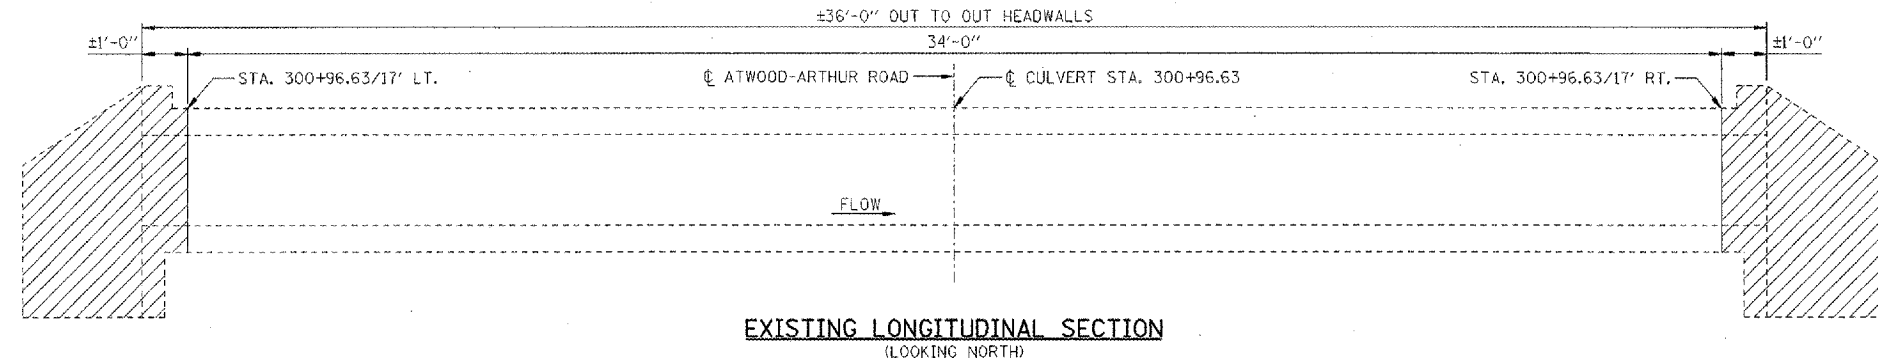 ±36'-0" OUT TO OUT HEADWALLS
±1'-0"
34'-0"
±1'-0"
STA. 300+96.63/17' LT.
℄ ATWOOD-ARTHUR ROAD
℄ CULVERT STA. 300+96.63
STA. 300+96.63/17' RT.
FLOW
EXISTING LONGITUDINAL SECTION
(LOOKING NORTH)